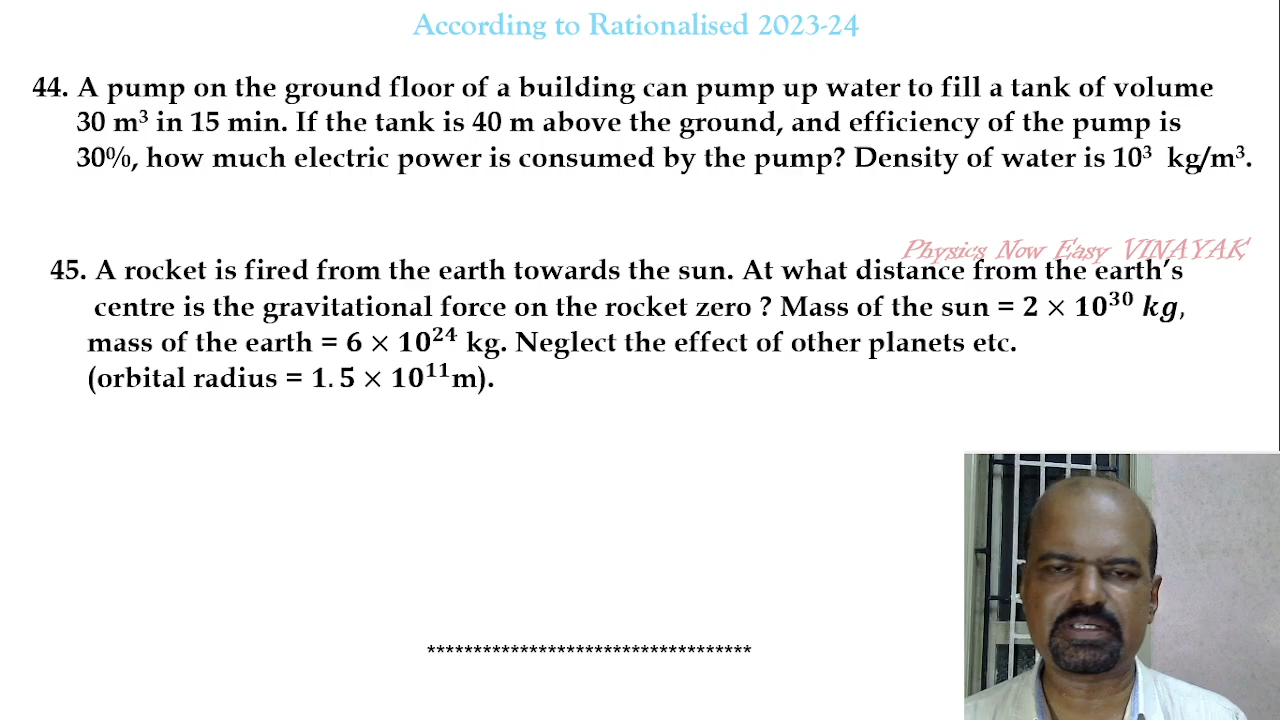 According to Rationalised 2023-24
44. A pump on the ground floor of a building can pump up water to fill a tank of volume
30 m³ in 15 min. If the tank is 40 m above the ground, and efficiency of the pump is
30%, how much electric power is consumed by the pump? Density of water is 10³ kg/m³.
Physics Now Easy VINAYAK
45. A rocket is fired from the earth towards the sun. At what distance from the earth’s
centre is the gravitational force on the rocket zero ? Mass of the sun = 2 × 10³⁰ kg,
mass of the earth = 6 × 10²⁴ kg. Neglect the effect of other planets etc.
(orbital radius = 1.5 × 10¹¹m).
***********************************